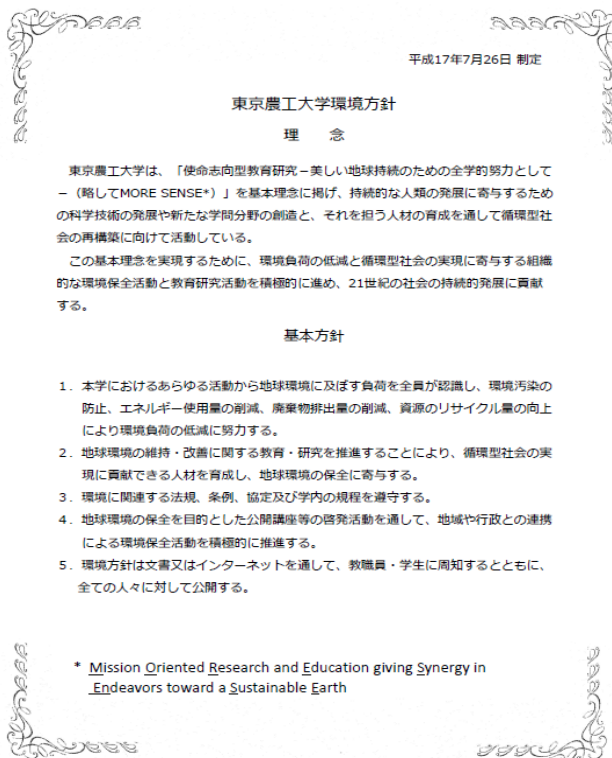 平成17年7月26日 制定
東京農工大学環境方針
理 念
東京農工大学は、「使命志向型教育研究－美しい地球持続のための全学的努力として
－（略してMORE SENSE*）」を基本理念に掲げ、持続的な人類の発展に寄与するため
の科学技術の発展や新たな学問分野の創造と、それを担う人材の育成を通して循環型社
会の再構築に向けて活動している。
この基本理念を実現するために、環境負荷の低減と循環型社会の実現に寄与する組織
的な環境保全活動と教育研究活動を積極的に進め、21世紀の社会の持続的発展に貢献
する。
基本方針
1．本学におけるあらゆる活動から地球環境に及ぼす負荷を全員が認識し、環境汚染の
防止、エネルギー使用量の削減、廃棄物排出量の削減、資源のリサイクル量の向上
により環境負荷の低減に努力する。
2．地球環境の維持・改善に関する教育・研究を推進することにより、循環型社会の実
現に貢献できる人材を育成し、地球環境の保全に寄与する。
3．環境に関連する法規、条例、協定及び学内の規程を遵守する。
4．地球環境の保全を目的とした公開講座等の啓発活動を通して、地域や行政との連携
による環境保全活動を積極的に推進する。
5．環境方針は文書又はインターネットを通して、教職員・学生に周知するとともに、
全ての人々に対して公開する。
* Mission Oriented Research and Education giving Synergy in
Endeavors toward a Sustainable Earth